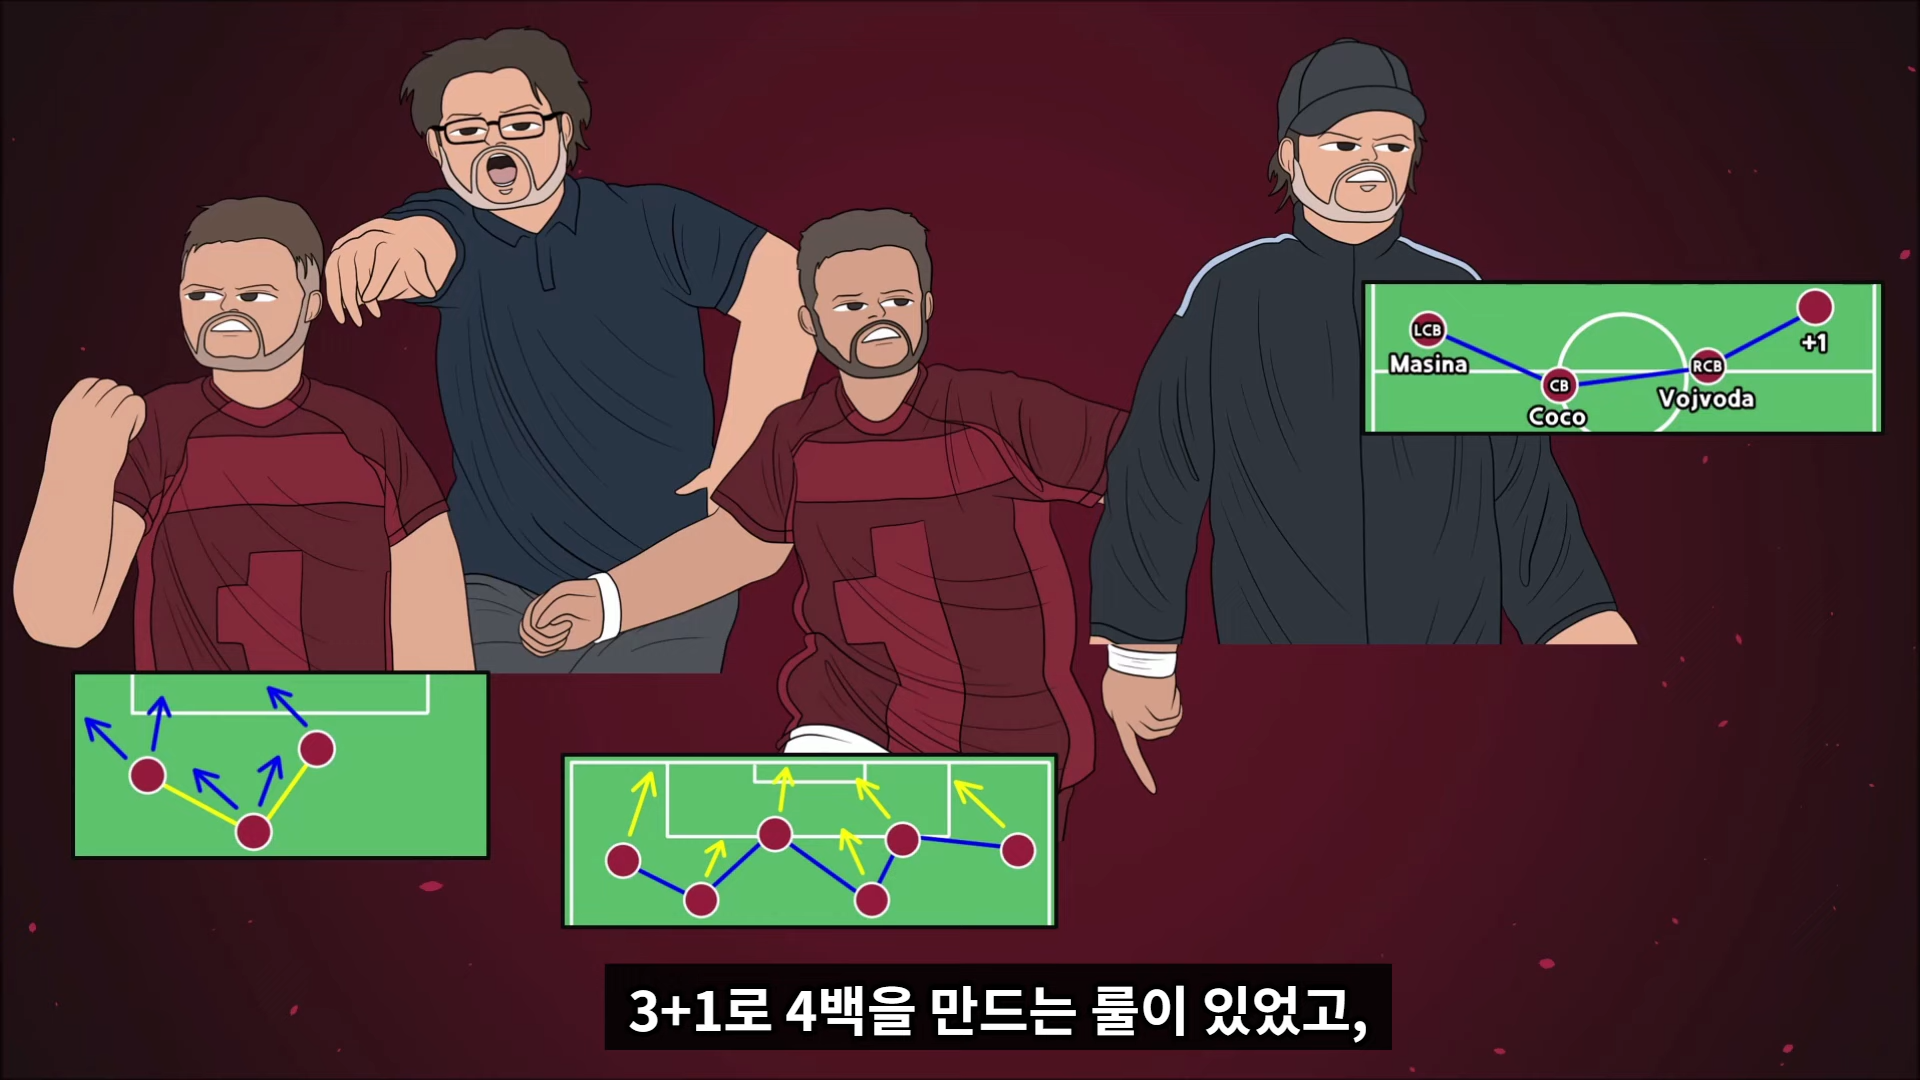 LCB
Masina
CB
Coco
RCB
Vojvoda
+1
3+1로 4백을 만드는 룰이 있었고,